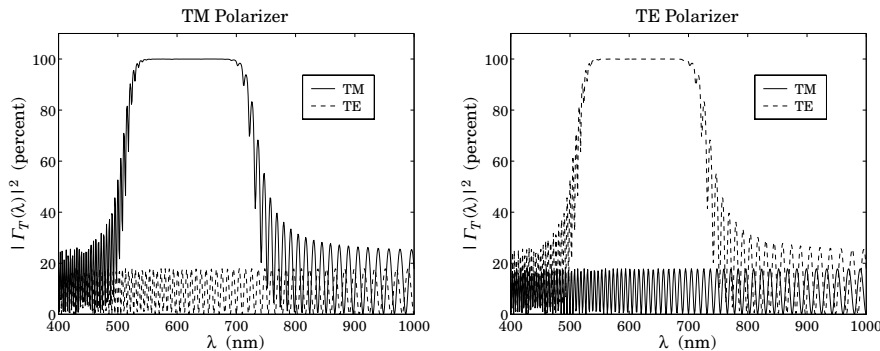 TM Polarizer
| Γ_T(λ)|² (percent)
100
80
60
40
20
0
400 500 600 700 800 900 1000
λ (nm)
TM
TE
TE Polarizer
| Γ_T(λ)|² (percent)
100
80
60
40
20
0
400 500 600 700 800 900 1000
λ (nm)
TM
TE